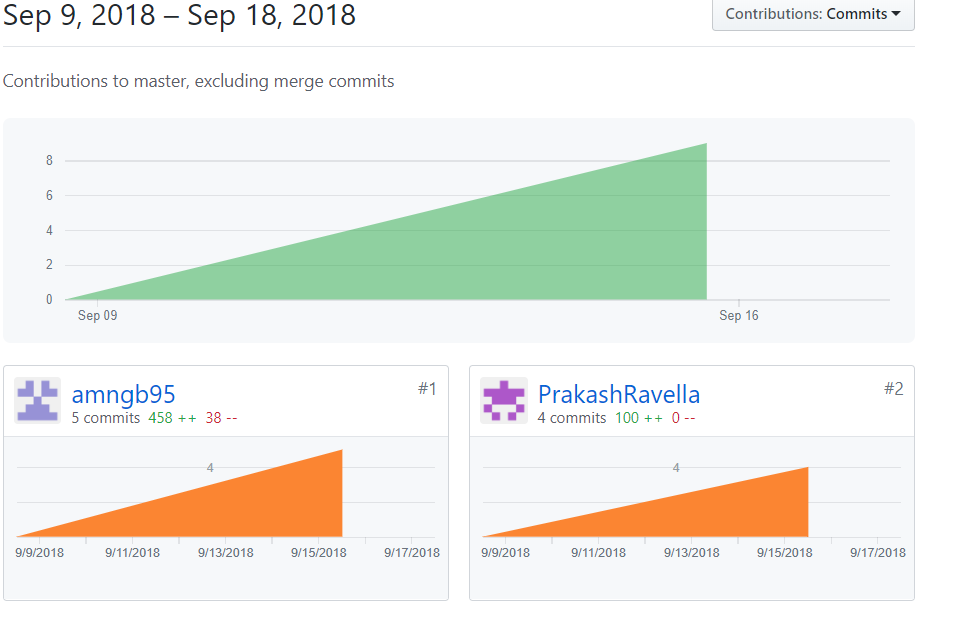 Sep 9, 2018 – Sep 18, 2018
Contributions: Commits
Contributions to master, excluding merge commits
8
6
4
2
0
Sep 09
Sep 16
amngb95
#1
5 commits 458 ++ 38 --
4
9/9/2018
9/11/2018
9/13/2018
9/15/2018
9/17/2018
PrakashRavella
#2
4 commits 100 ++ 0 --
4
9/9/2018
9/11/2018
9/13/2018
9/15/2018
9/17/2018